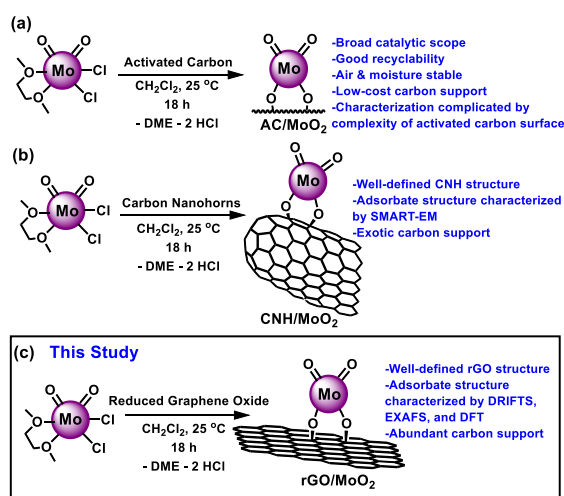 (a)
O O
Mo
Cl
Cl
O
O
Activated Carbon
CH2Cl2, 25 °C
18 h
- DME - 2 HCl
O O
Mo
O O
AC/MoO2
-Broad catalytic scope
-Good recyclability
-Air & moisture stable
-Low-cost carbon support
-Characterization complicated by
complexity of activated carbon surface
(b)
O O
Mo
Cl
Cl
O
O
Carbon Nanohorns
CH2Cl2, 25 °C
18 h
- DME - 2 HCl
O O
Mo
O O
CNH/MoO2
-Well-defined CNH structure
-Adsorbate structure characterized
by SMART-EM
-Exotic carbon support
(c) This Study
O O
Mo
Cl
Cl
O
O
Reduced Graphene Oxide
CH2Cl2, 25 °C
18 h
- DME - 2 HCl
O O
Mo
O O
rGO/MoO2
-Well-defined rGO structure
-Adsorbate structure
characterized by DRIFTS,
EXAFS, and DFT
-Abundant carbon support